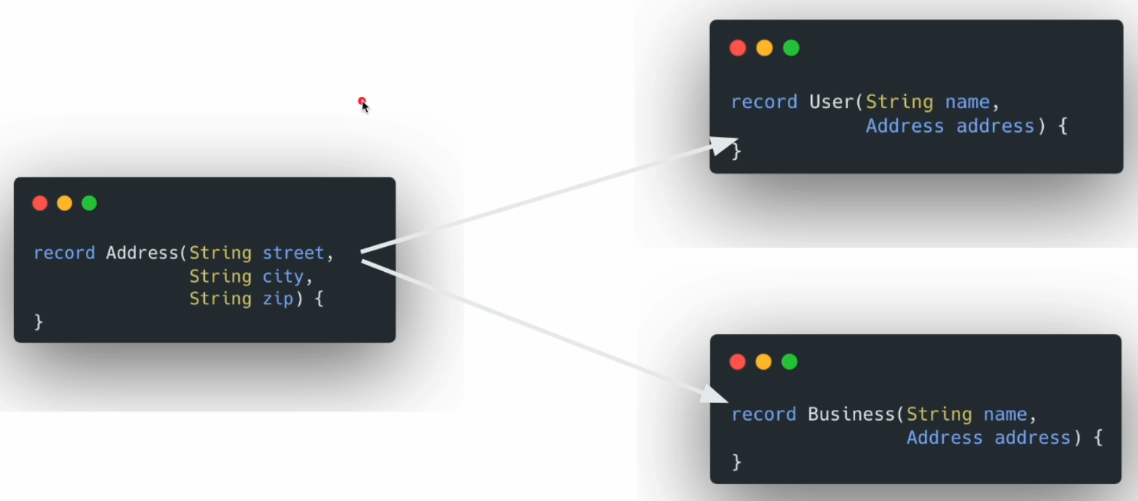 record Address(String street,
String city,
String zip) {
}
record User(String name,
Address address) {
}
record Business(String name,
Address address) {
}